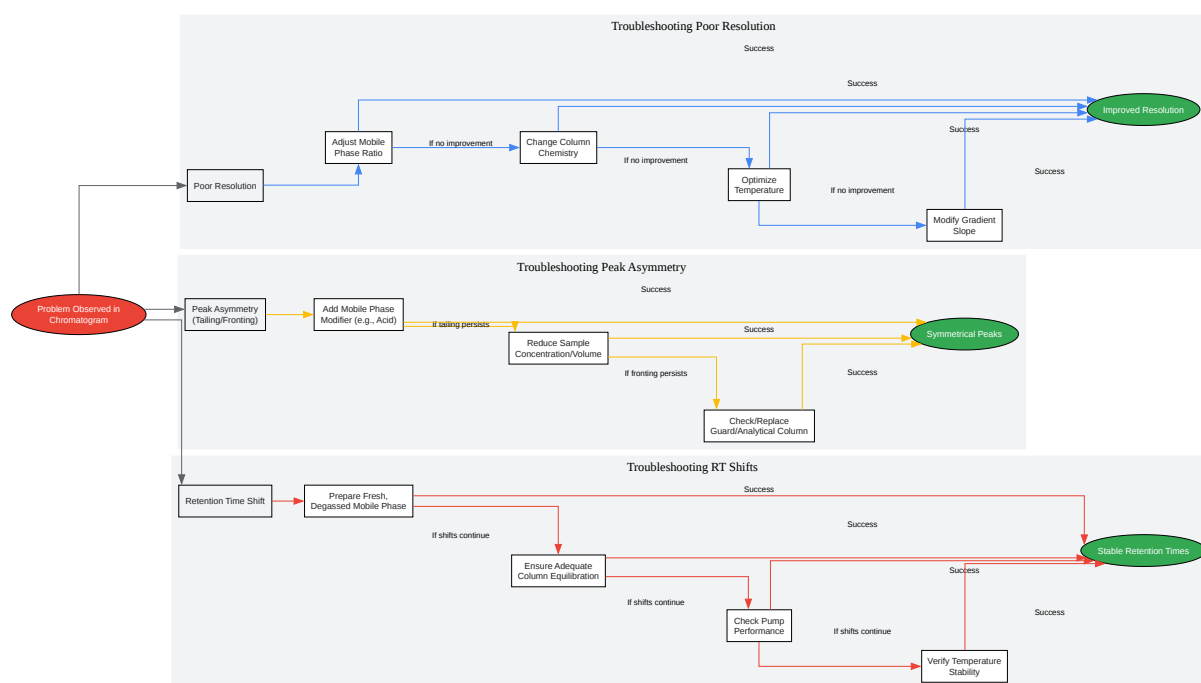 Troubleshooting Poor Resolution
Success
Success
Improved Resolution
Adjust Mobile
Phase Ratio
If no improvement
Change Column
Chemistry
Success
If no improvement
Success
Optimize
Temperature
Poor Resolution
If no improvement
Modify Gradient
Slope
Troubleshooting Peak Asymmetry
Success
Problem Observed in
Chromatogram
Peak Asymmetry
(Tailing/Fronting)
Add Mobile Phase
Modifier (e.g., Acid)
If tailing persists
Success
Symmetrical Peaks
Reduce Sample
Concentration/Volume
If fronting persists
Success
Check/Replace
Guard/Analytical Column
Troubleshooting RT Shifts
Success
Retention Time Shift
Prepare Fresh,
Degassed Mobile Phase
Success
If shifts continue
Stable Retention Times
Ensure Adequate
Column Equilibration
Success
If shifts continue
Success
Check Pump
Performance
If shifts continue
Verify Temperature
Stability